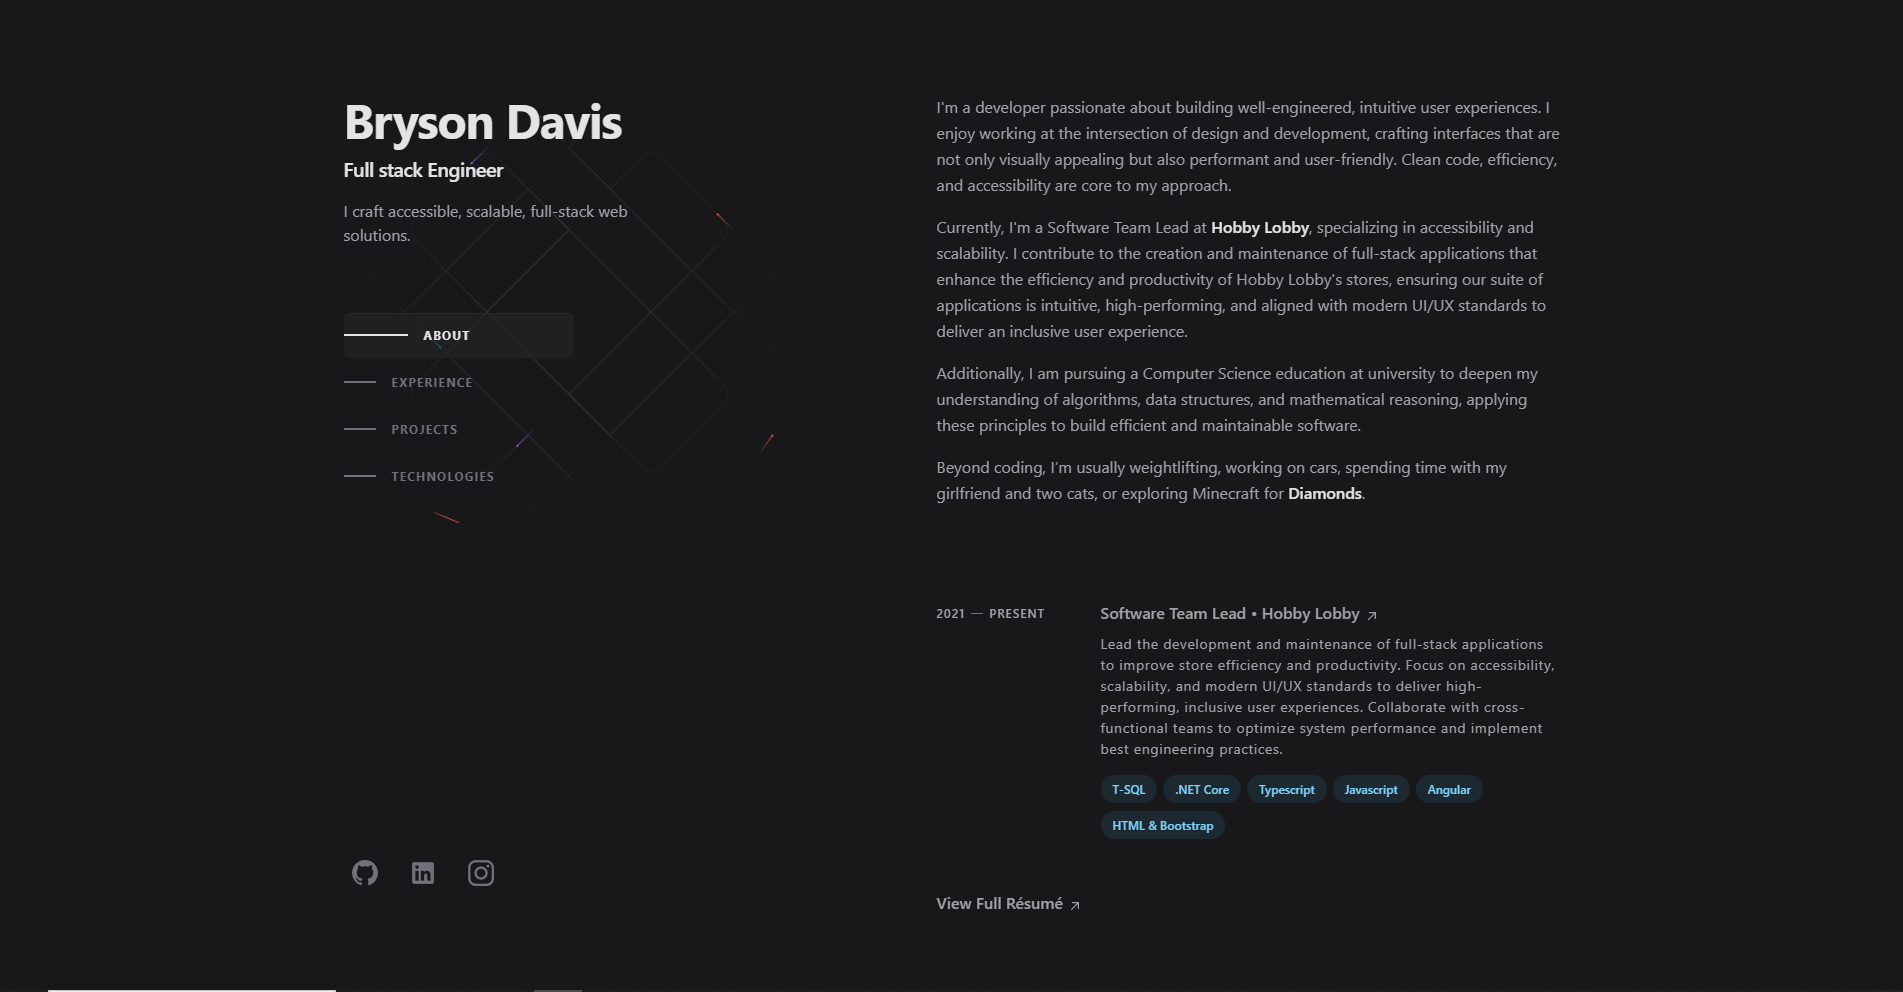 Bryson Davis
Full stack Engineer
I craft accessible, scalable, full-stack web
solutions.
ABOUT
EXPERIENCE
PROJECTS
TECHNOLOGIES
I'm a developer passionate about building well-engineered, intuitive user experiences. I
enjoy working at the intersection of design and development, crafting interfaces that are
not only visually appealing but also performant and user-friendly. Clean code, efficiency,
and accessibility are core to my approach.
Currently, I'm a Software Team Lead at Hobby Lobby, specializing in accessibility and
scalability. I contribute to the creation and maintenance of full-stack applications that
enhance the efficiency and productivity of Hobby Lobby's stores, ensuring our suite of
applications is intuitive, high-performing, and aligned with modern UI/UX standards to
deliver an inclusive user experience.
Additionally, I am pursuing a Computer Science education at university to deepen my
understanding of algorithms, data structures, and mathematical reasoning, applying
these principles to build efficient and maintainable software.
Beyond coding, I’m usually weightlifting, working on cars, spending time with my
girlfriend and two cats, or exploring Minecraft for Diamonds.
2021 — PRESENT
Software Team Lead • Hobby Lobby
Lead the development and maintenance of full-stack applications
to improve store efficiency and productivity. Focus on accessibility,
scalability, and modern UI/UX standards to deliver high-
performing, inclusive user experiences. Collaborate with cross-
functional teams to optimize system performance and implement
best engineering practices.
T-SQL .NET Core Typescript Javascript Angular
HTML & Bootstrap
View Full Résumé